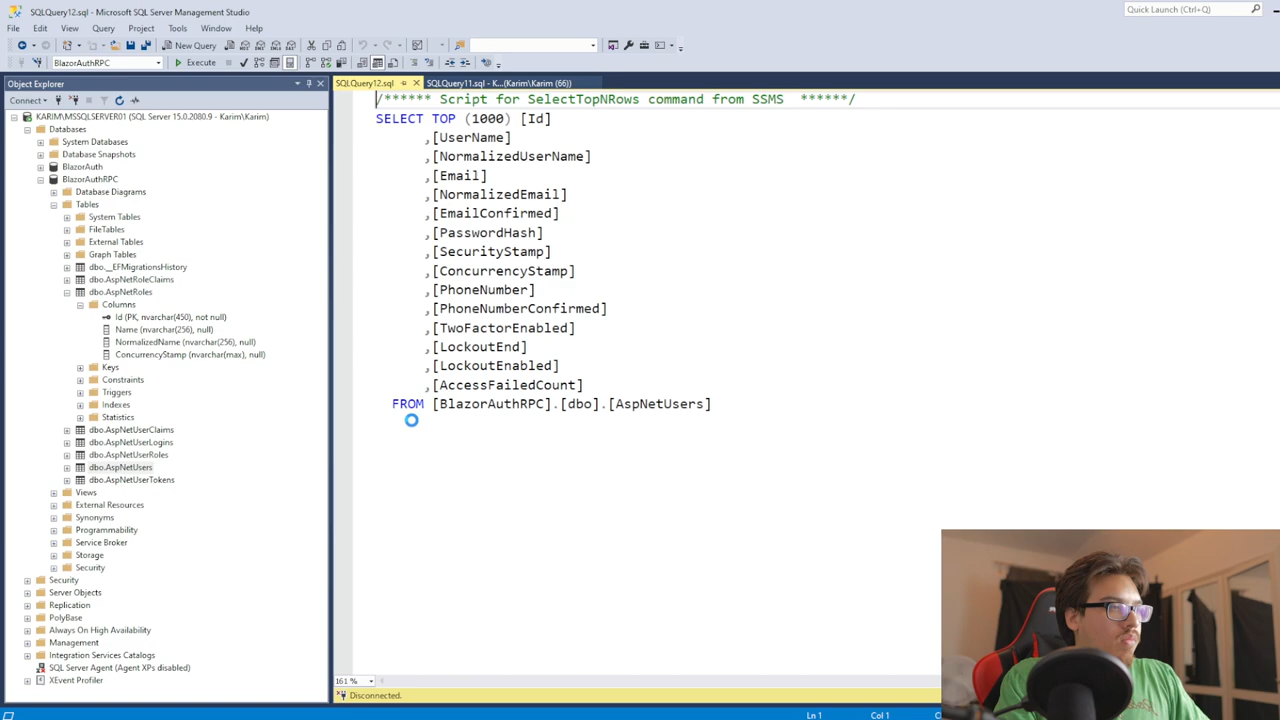 SQLQuery12.sql - Microsoft SQL Server Management Studio
Quick Launch (Ctrl+Q)
File Edit View Query Project Tools Window Help
New Query
BlazorAuthRPC Execute
Object Explorer
SQLQuery12.sql SQLQuery11.sql - K...(Karim\Karim (66))
Connect
KARIM\MSSQLSERVER01 (SQL Server 15.0.2080.9 - Karim\Karim)
Databases
System Databases
Database Snapshots
BlazorAuth
BlazorAuthRPC
Database Diagrams
Tables
System Tables
FileTables
External Tables
Graph Tables
dbo.__EFMigrationsHistory
dbo.AspNetRoleClaims
dbo.AspNetRoles
Columns
Id (PK, nvarchar(450), not null)
Name (nvarchar(256), null)
NormalizedName (nvarchar(256), null)
ConcurrencyStamp (nvarchar(max), null)
Keys
Constraints
Triggers
Indexes
Statistics
dbo.AspNetUserClaims
dbo.AspNetUserLogins
dbo.AspNetUserRoles
dbo.AspNetUsers
dbo.AspNetUserTokens
Views
External Resources
Synonyms
Programmability
Service Broker
Storage
Security
Security
Server Objects
Replication
PolyBase
Always On High Availability
Management
Integration Services Catalogs
SQL Server Agent (Agent XPs disabled)
XEvent Profiler
/****** Script for SelectTopNRows command from SSMS  ******/
SELECT TOP (1000) [Id]
,[UserName]
,[NormalizedUserName]
,[Email]
,[NormalizedEmail]
,[EmailConfirmed]
,[PasswordHash]
,[SecurityStamp]
,[ConcurrencyStamp]
,[PhoneNumber]
,[PhoneNumberConfirmed]
,[TwoFactorEnabled]
,[LockoutEnd]
,[LockoutEnabled]
,[AccessFailedCount]
FROM [BlazorAuthRPC].[dbo].[AspNetUsers]
161 %
Disconnected.
Ln 1 Col 1